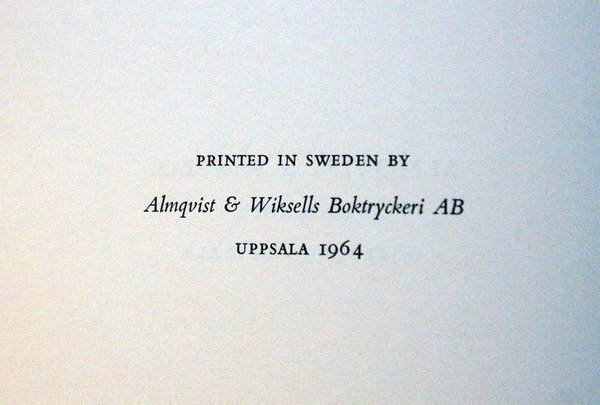 PRINTED IN SWEDEN BY
Almqvist & Wiksells Boktryckeri AB
UPPSALA 1964